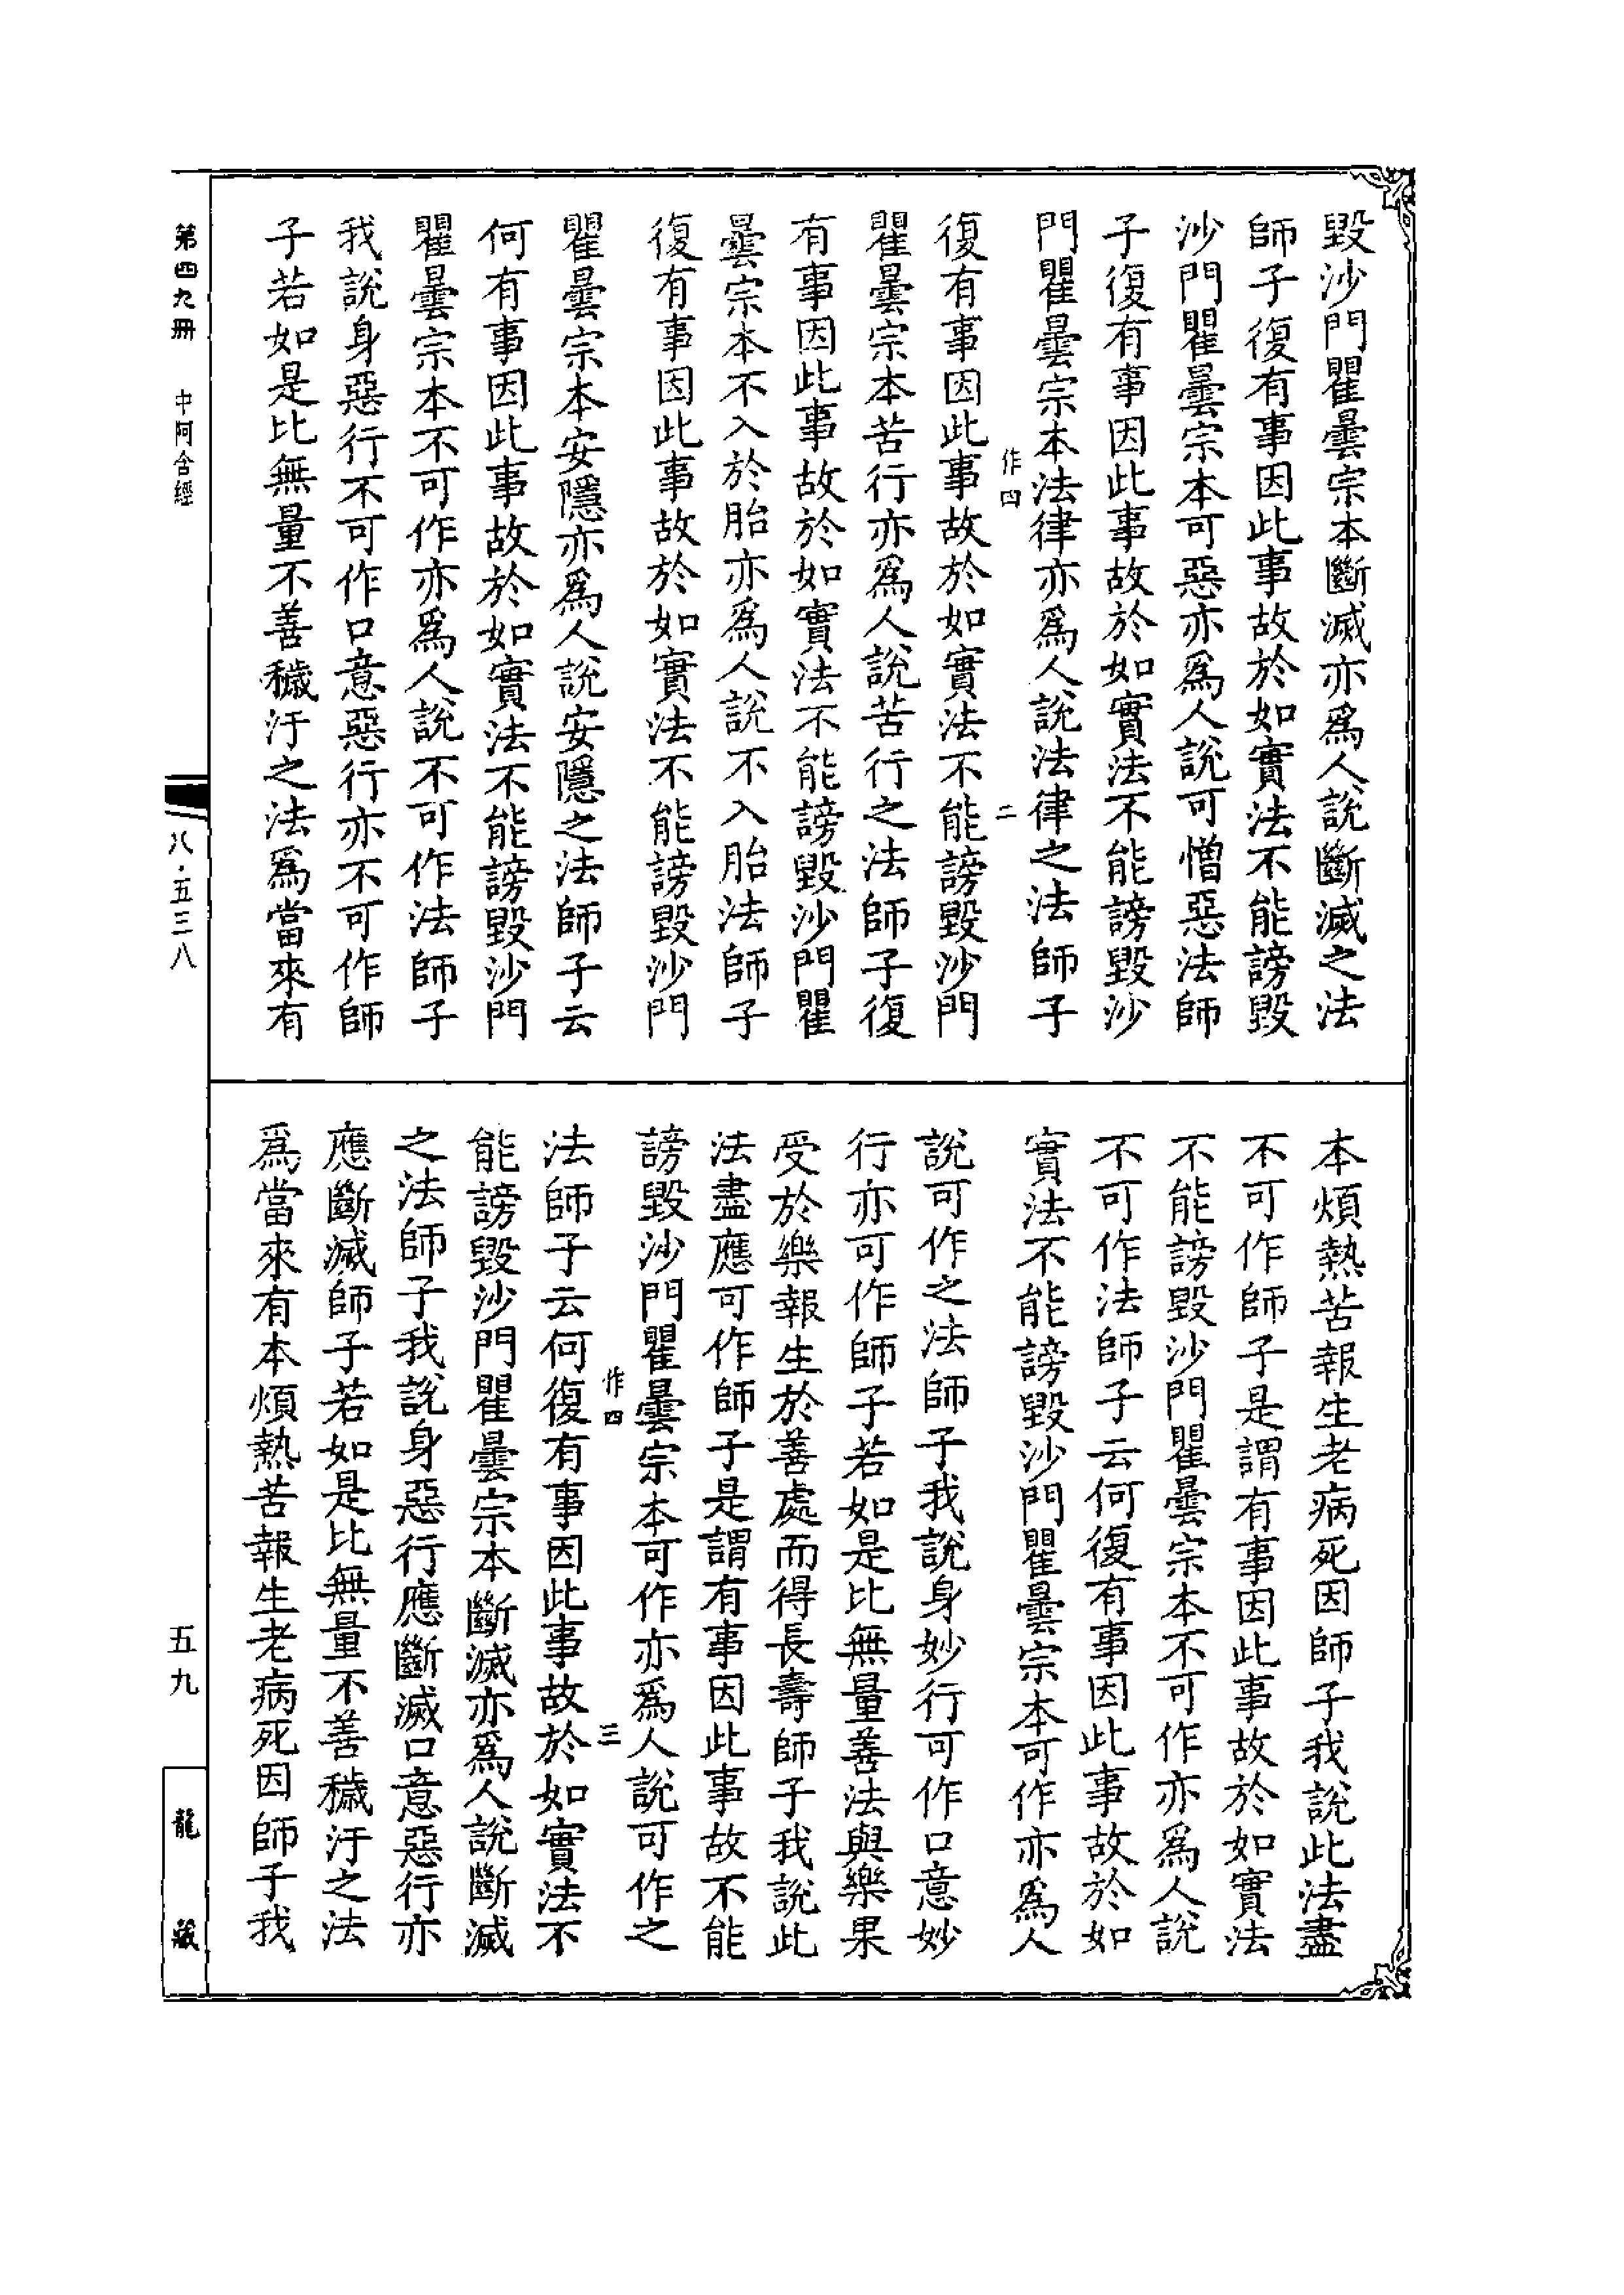 毀沙門瞿曇宗本斷滅亦爲人說斷滅之法
師子復有事因此事故於如實法不能謗毀
沙門瞿曇宗本可惡亦爲人說可憎惡法師
子復有事因此事故於如實法不能謗毀沙
門瞿曇宗本法律亦爲人說法律之法師子
作四 二
復有事因此事故於如實法不能謗毀沙門
瞿曇宗本苦行亦爲人說苦行之法師子復
有事因此事故於如實法不能謗毀沙門瞿
曇宗本不入於胎亦爲人說不入胎法師子
復有事因此事故於如實法不能謗毀沙門
瞿曇宗本安隱亦爲人說安隱之法師子云
何有事因此事故於如實法不能謗毀沙門
瞿曇宗本不可作亦爲人說不可作法師子
我說身惡行不可作口意惡行亦不可作師
子若如是比無量不善穢汙之法爲當來有
本煩熱苦報生老病死因師子我說此法盡
不可作師子是謂有事因此事故於如實法
不能謗毀沙門瞿曇宗本不可作亦爲人說
不可作法師子云何復有事因此事故於如
實法不能謗毀沙門瞿曇宗本可作亦爲人
說可作之法師子我說身妙行可作口意妙
行亦可作師子若如是比無量善法與樂果
受於樂報生於善處而得長壽師子我說此
法盡應可作師子是謂有事因此事故不能
謗毀沙門瞿曇宗本可作亦爲人說可作之
作四 三
法師子云何復有事因此事故於如實法不
能謗毀沙門瞿曇宗本斷滅亦爲人說斷滅
之法師子我說身惡行應斷滅口意惡行亦
應斷滅師子若如是比無量不善穢汙之法
爲當來有本煩熱苦報生老病死因師子我
第四九冊 中阿含經
八·五三八
五九
龍藏